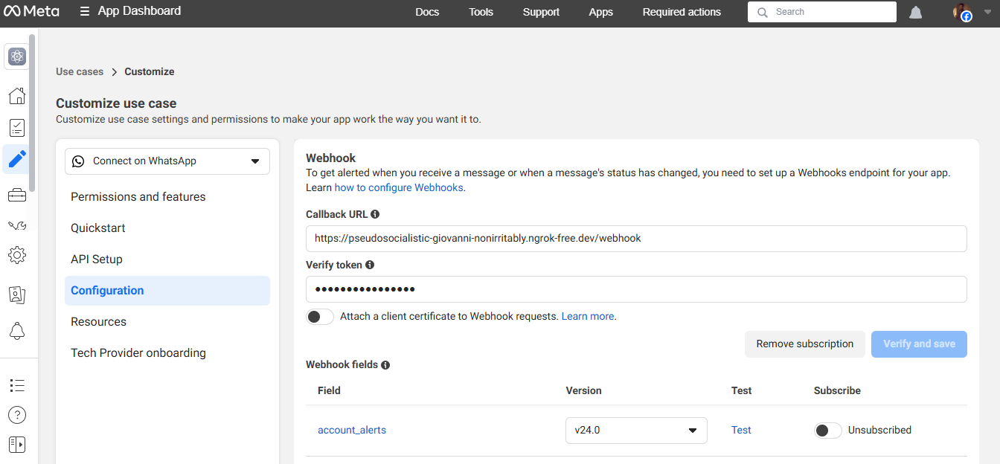 Meta
App Dashboard
Docs
Tools
Support
Apps
Required actions
Search
Use cases
Customize
Customize use case
Customize use case settings and permissions to make your app work the way you want it to.
Connect on WhatsApp
Permissions and features
Quickstart
API Setup
Configuration
Resources
Tech Provider onboarding
Webhook
To get alerted when you receive a message or when a message's status has changed, you need to set up a Webhooks endpoint for your app.
Learn how to configure Webhooks.
Callback URL
https://pseudosocialistic-giovanni-nonirritably.ngrok-free.dev/webhook
Verify token
••••••••••••••••
Attach a client certificate to Webhook requests. Learn more.
Remove subscription
Verify and save
Webhook fields
Field
Version
Test
Subscribe
account_alerts
v24.0
Test
Unsubscribed